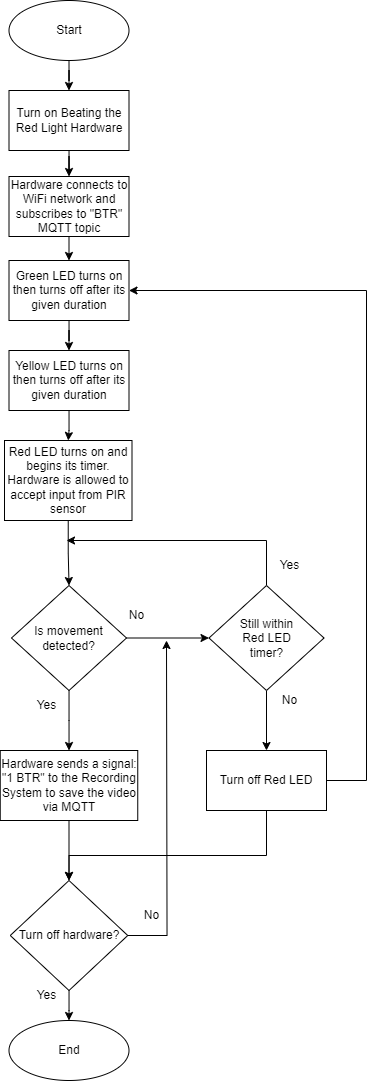 Start
Turn on Beating the
Red Light Hardware
Hardware connects to
WiFi network and
subscribes to "BTR"
MQTT topic
Green LED turns on
then turns off after its
given duration
Yellow LED turns on
then turns off after its
given duration
Red LED turns on and
begins its timer.
Hardware is allowed to
accept input from PIR
sensor
Yes
No
Is movement
detected?
Still within
Red LED
timer?
Yes
No
Hardware sends a signal:
"1 BTR" to the Recording
System to save the video
via MQTT
Turn off Red LED
No
Turn off hardware?
Yes
End